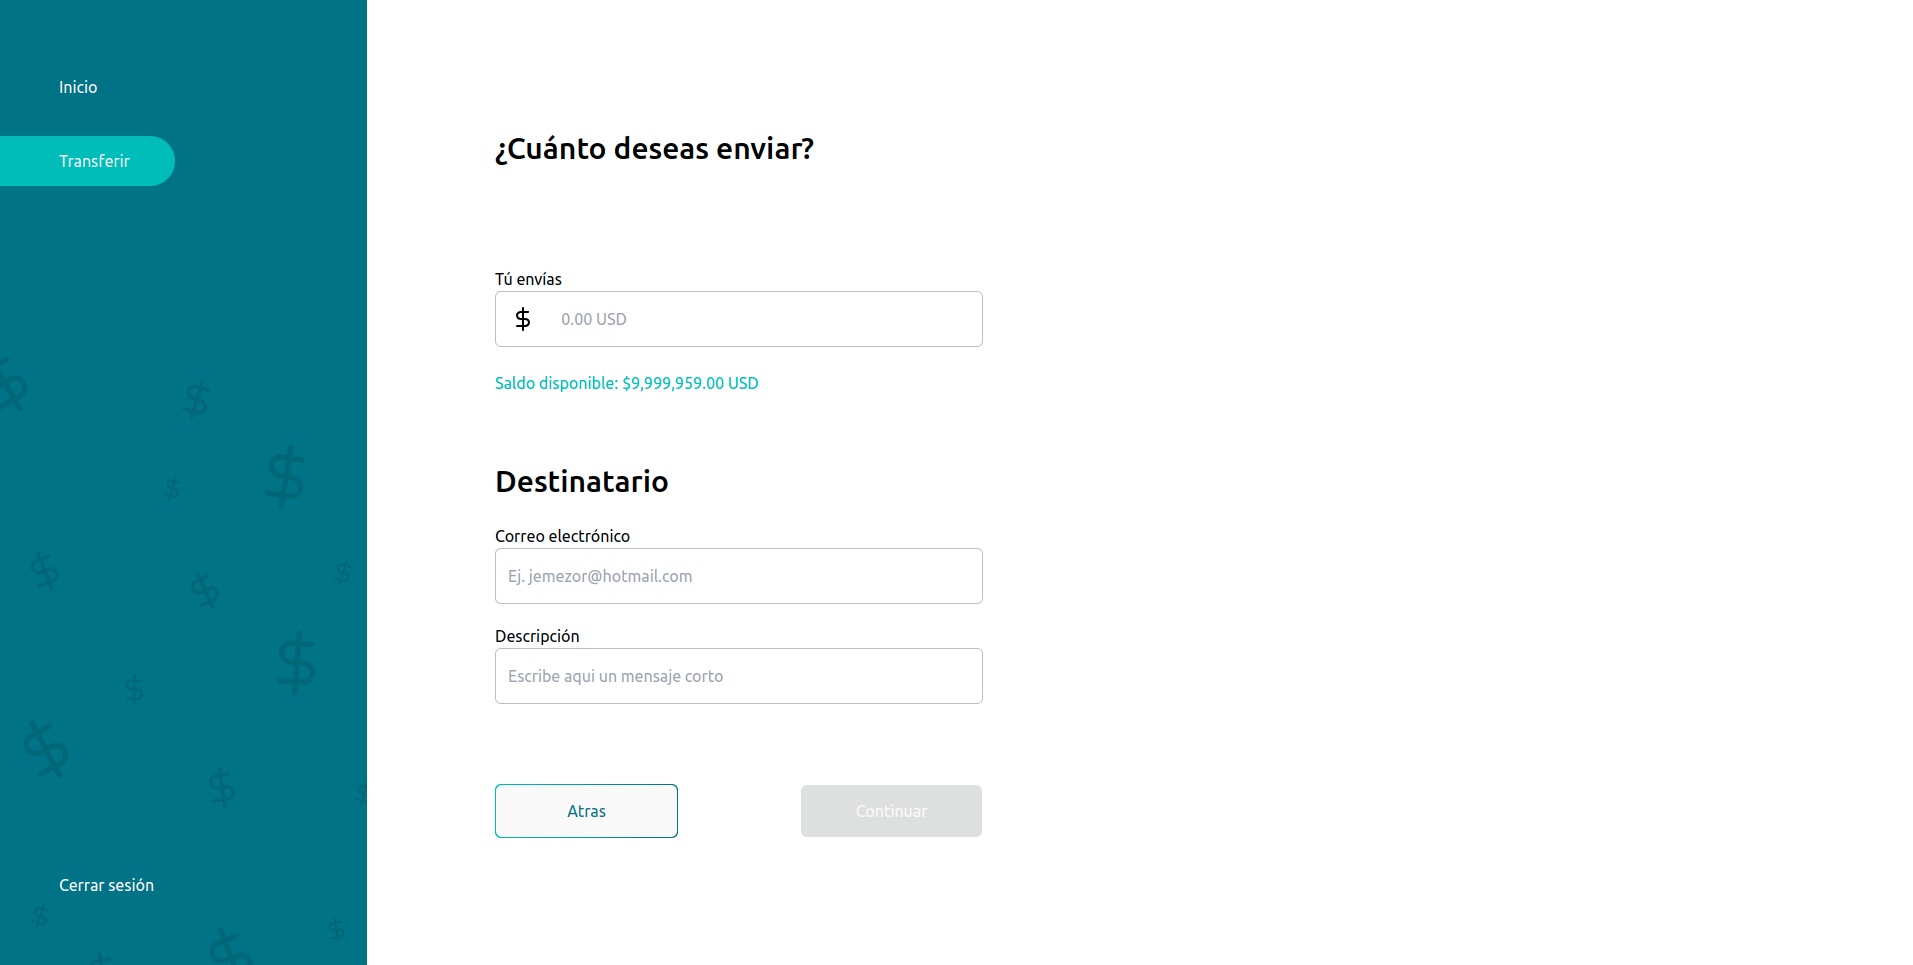 Inicio
Transferir
¿Cuánto deseas enviar?
Tú envías
$ 0.00 USD
Saldo disponible: $9,999,959.00 USD
Destinatario
Correo electrónico
Ej. jemezor@hotmail.com
Descripción
Escribe aqui un mensaje corto
Atras
Continuar
Cerrar sesión